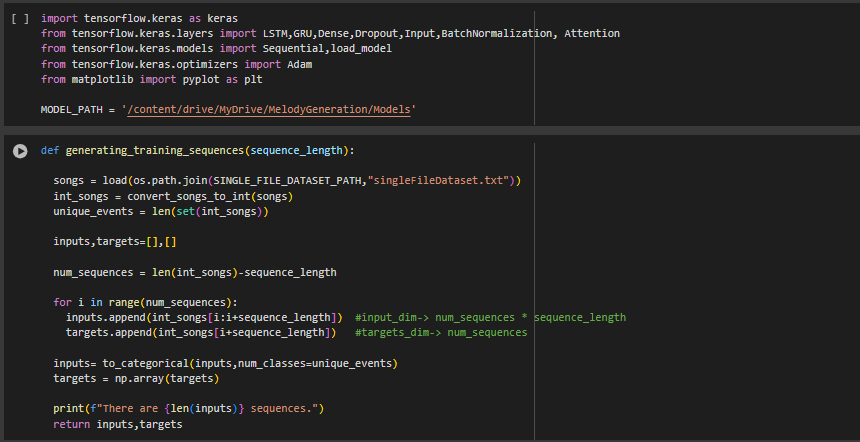 [ ] import tensorflow.keras as keras
from tensorflow.keras.layers import LSTM,GRU,Dense,Dropout,Input,BatchNormalization, Attention
from tensorflow.keras.models import Sequential,load_model
from tensorflow.keras.optimizers import Adam
from matplotlib import pyplot as plt
MODEL_PATH = '/content/drive/MyDrive/MelodyGeneration/Models'
def generating_training_sequences(sequence_length):
songs = load(os.path.join(SINGLE_FILE_DATASET_PATH,"singleFileDataset.txt"))
int_songs = convert_songs_to_int(songs)
unique_events = len(set(int_songs))
inputs,targets=[],[]
num_sequences = len(int_songs)-sequence_length
for i in range(num_sequences):
inputs.append(int_songs[i:i+sequence_length])  #input_dim-> num_sequences * sequence_length
targets.append(int_songs[i+sequence_length])   #targets_dim-> num_sequences
inputs= to_categorical(inputs,num_classes=unique_events)
targets = np.array(targets)
print(f"There are {len(inputs)} sequences.")
return inputs,targets